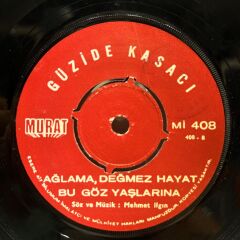 GÜZİDE KASACI
MURAT
Mi 408
408 - B
AĞLAMA, DEĞMEZ HAYAT
BU GÖZ YAŞLARINA
Söz ve Müzik : Mehmet Ilgın